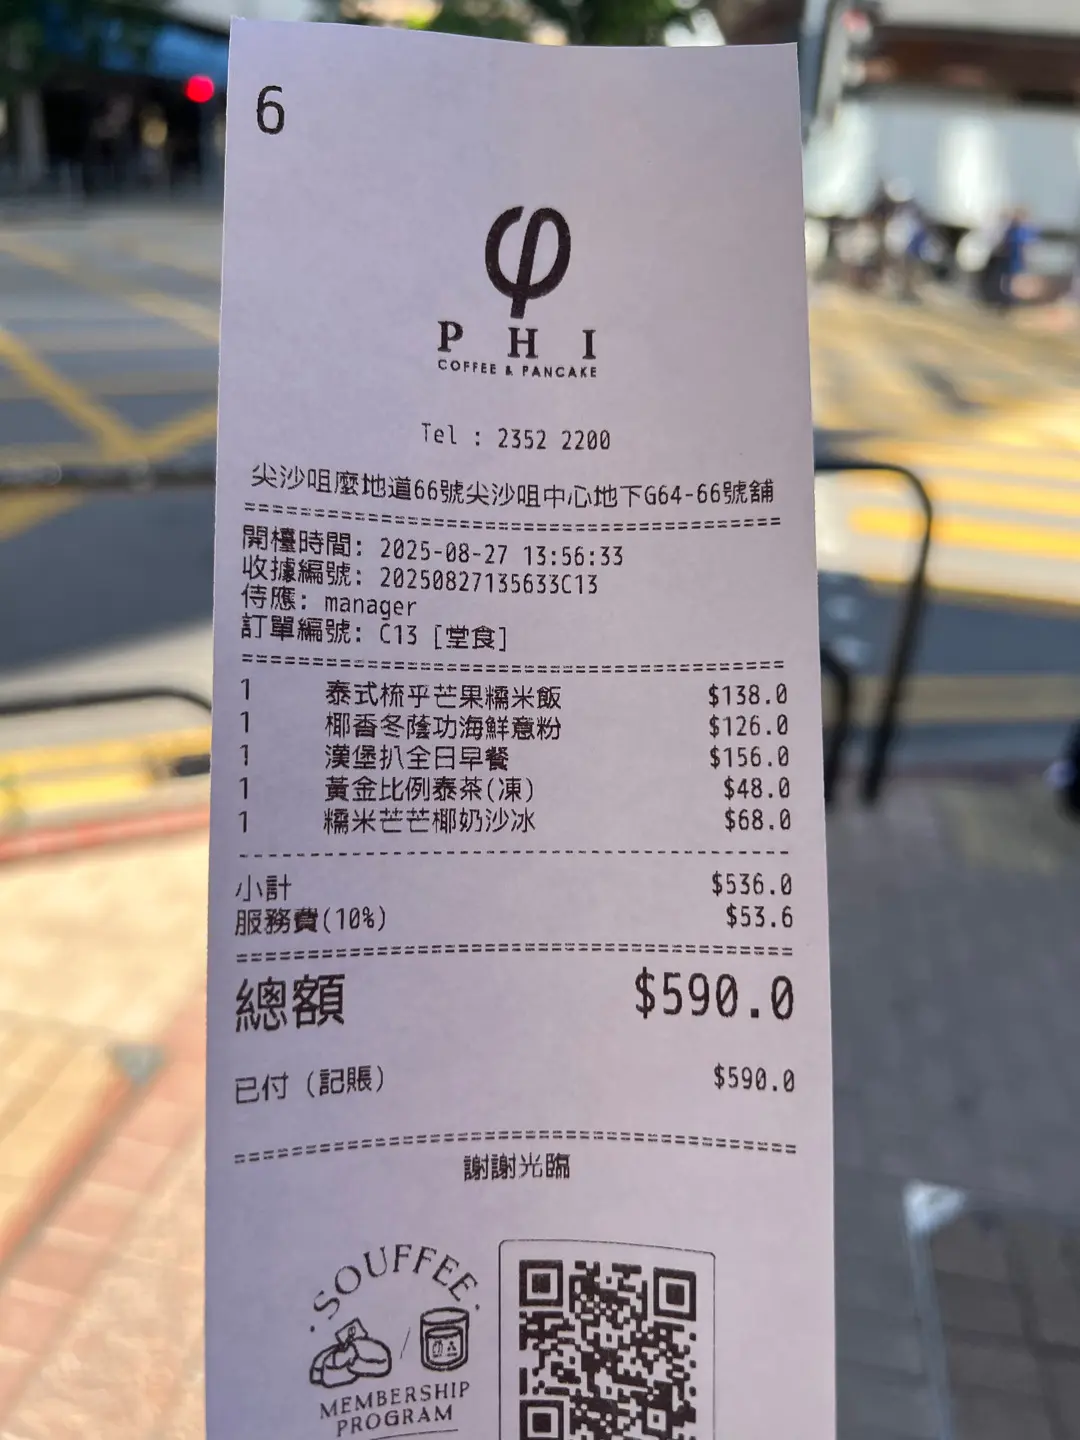 6
φ
PHI
COFFEE & PANCAKE
Tel : 2352 2200
尖沙咀麼地道66號尖沙咀中心地下G64-66號舖
開檯時間: 2025-08-27 13:56:33
收據編號: 20250827135633C13
侍應: manager
訂單編號: C13 [堂食]
1 泰式梳乎芒果糯米飯 $138.0
1 椰香冬蔭功海鮮意粉 $126.0
1 漢堡扒全日早餐 $156.0
1 黃金比例泰茶(凍) $48.0
1 糯米芒芒椰奶沙冰 $68.0
小計 $536.0
服務費(10%) $53.6
總額 $590.0
已付 (記賬) $590.0
謝謝光臨
·SOUFFEE·
MEMBERSHIP
PROGRAM